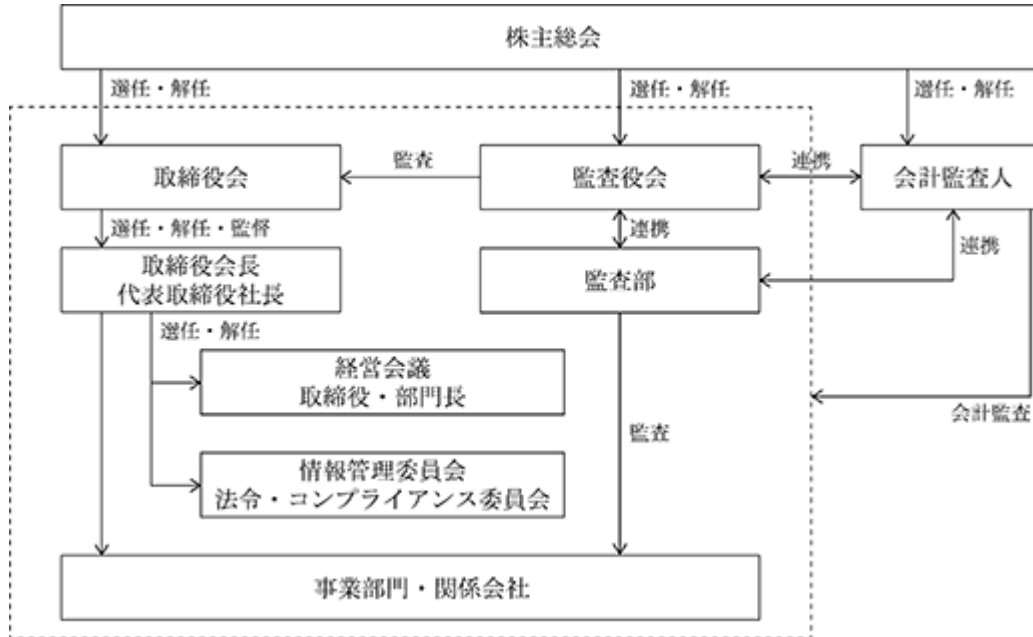 株主総会
選任・解任
選任・解任
選任・解任
取締役会
監査
監査役会
連携
会計監査人
選任・解任・監督
連携
連携
取締役会長
代表取締役社長
監査部
選任・解任
経営会議
取締役・部門長
会計監査
監査
情報管理委員会
法令・コンプライアンス委員会
事業部門・関係会社